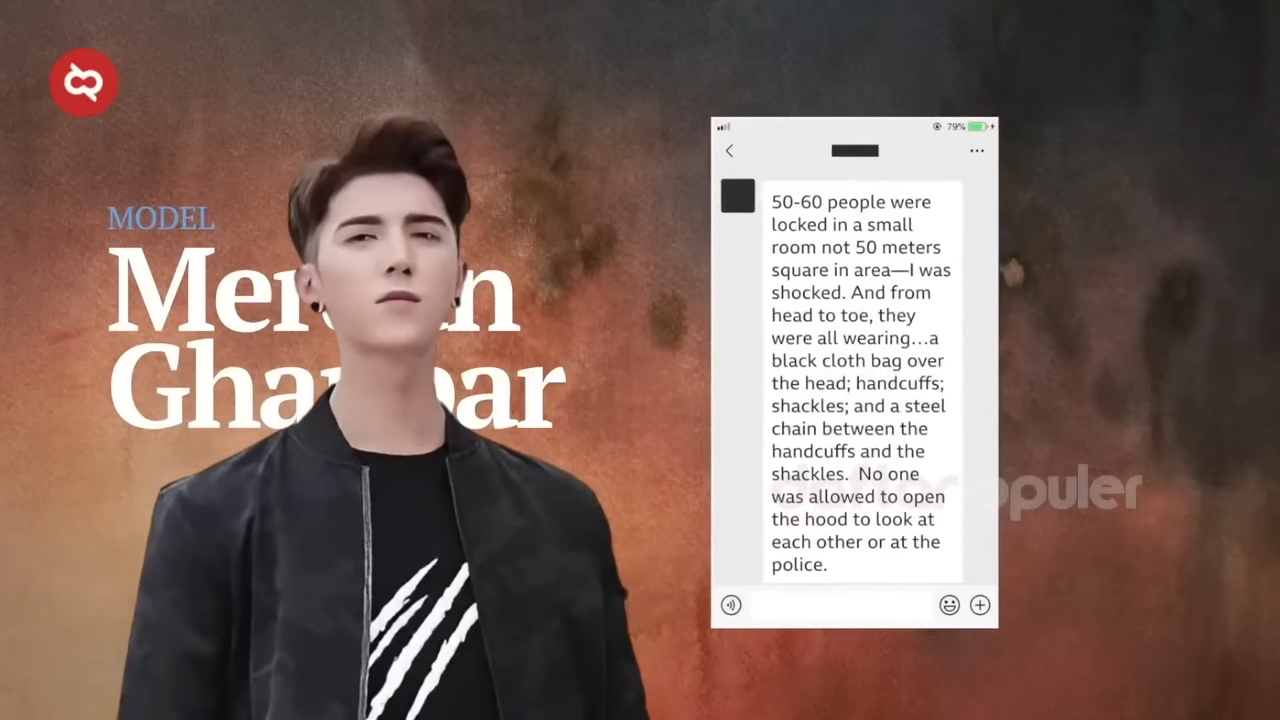 MODEL
79%
50-60 people were
locked in a small
room not 50 meters
square in area—I was
shocked. And from
head to toe, they
were all wearing...a
black cloth bag over
the head; handcuffs;
shackles; and a steel
chain between the
handcuffs and the
shackles. No one
was allowed to open
the hood to look at
each other or at the
police.